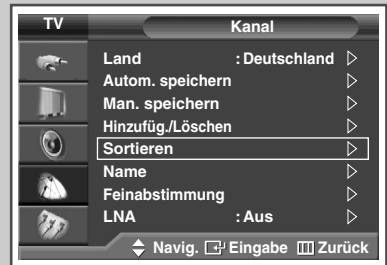 TV Kanal
Land : Deutschland
Autom. speichern
Man. speichern
Hinzufüg./Löschen
Sortieren
Name
Feinabstimmung
LNA : Aus
Navig. Eingabe Zurück